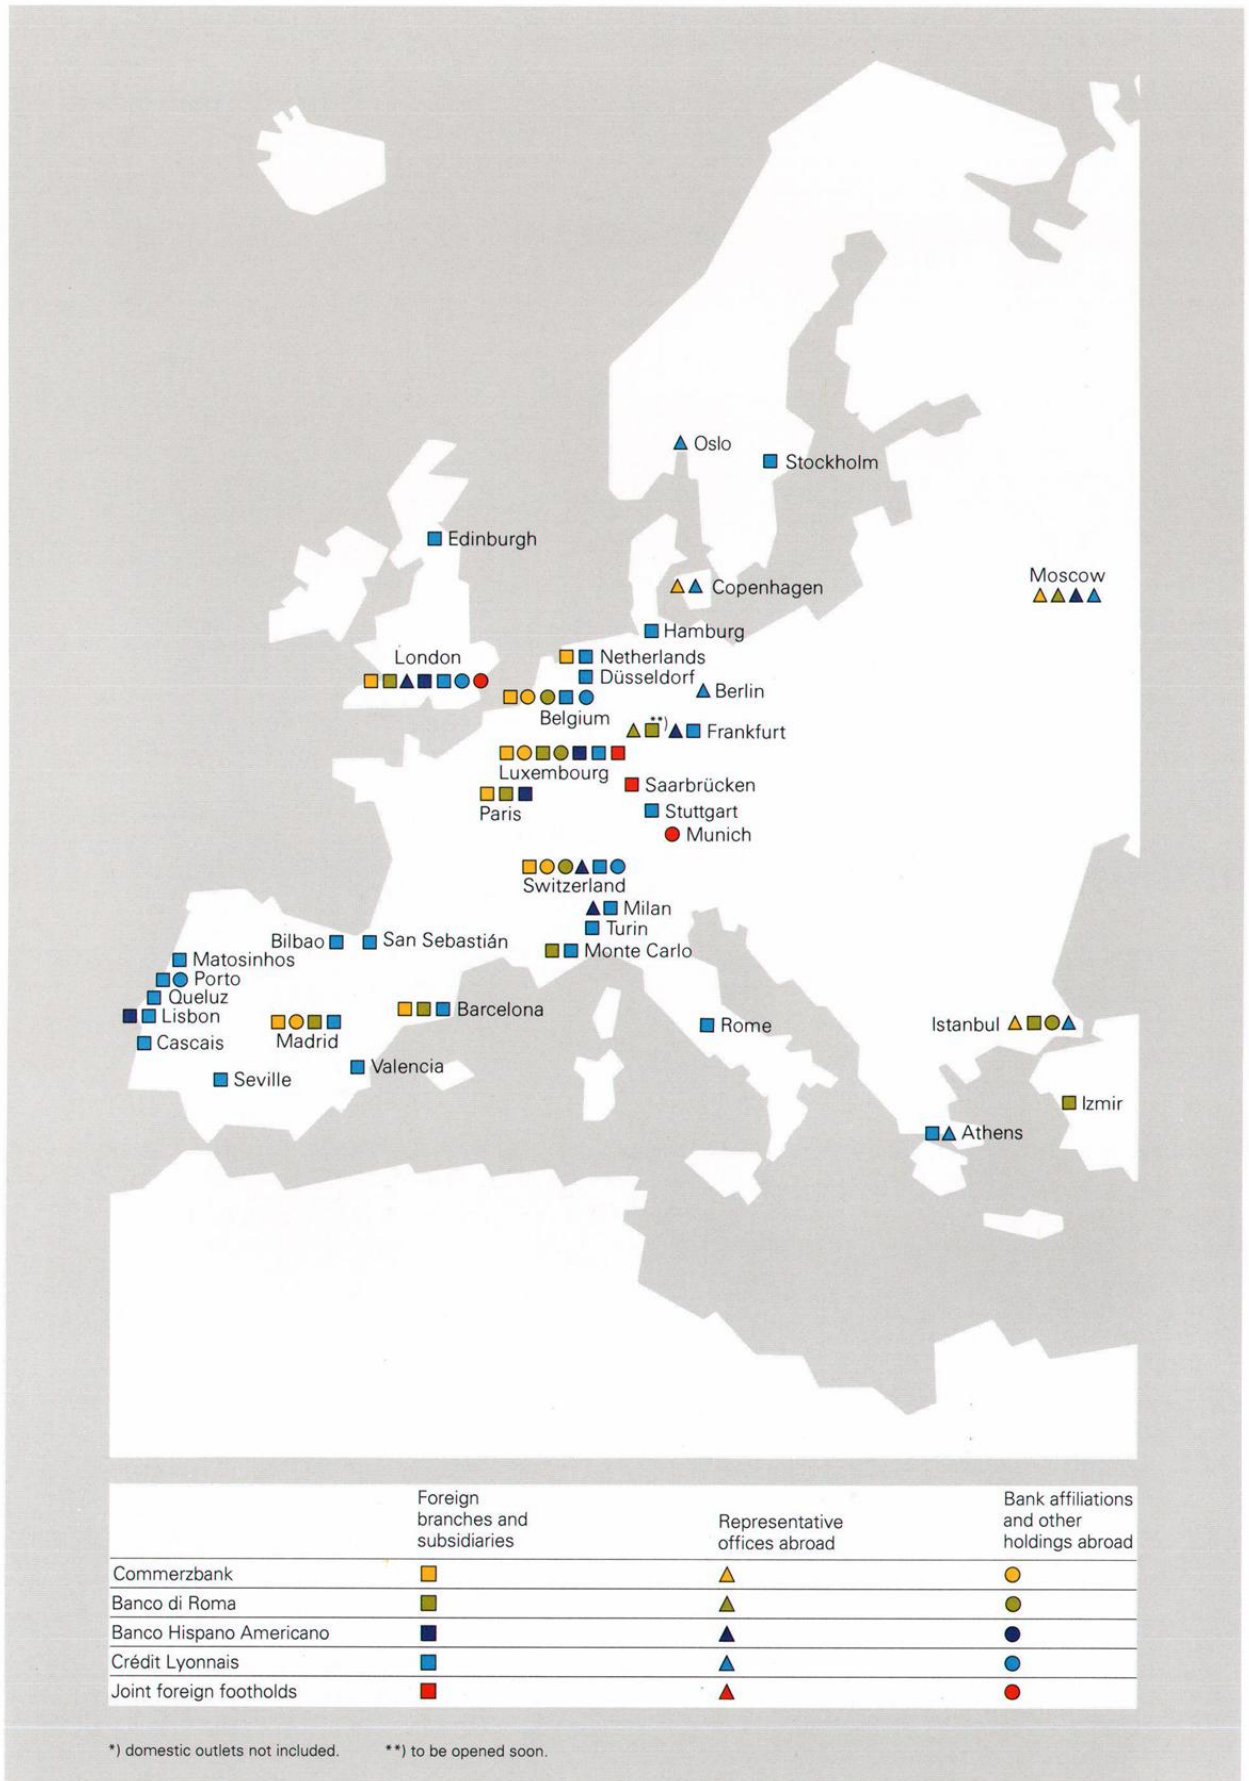 Oslo
Stockholm
Edinburgh
Moscow
Copenhagen
Hamburg
London
Netherlands
Düsseldorf
Berlin
Belgium
**)
Frankfurt
Luxembourg
Saarbrücken
Paris
Stuttgart
Munich
Switzerland
Milan
Turin
Bilbao
San Sebastián
Monte Carlo
Matosinhos
Porto
Queluz
Lisbon
Barcelona
Madrid
Cascais
Rome
Istanbul
Valencia
Seville
Izmir
Athens
Foreign
branches and
subsidiaries
Representative
offices abroad
Bank affiliations
and other
holdings abroad
Commerzbank
Banco di Roma
Banco Hispano Americano
Crédit Lyonnais
Joint foreign footholds
*) domestic outlets not included. **) to be opened soon.